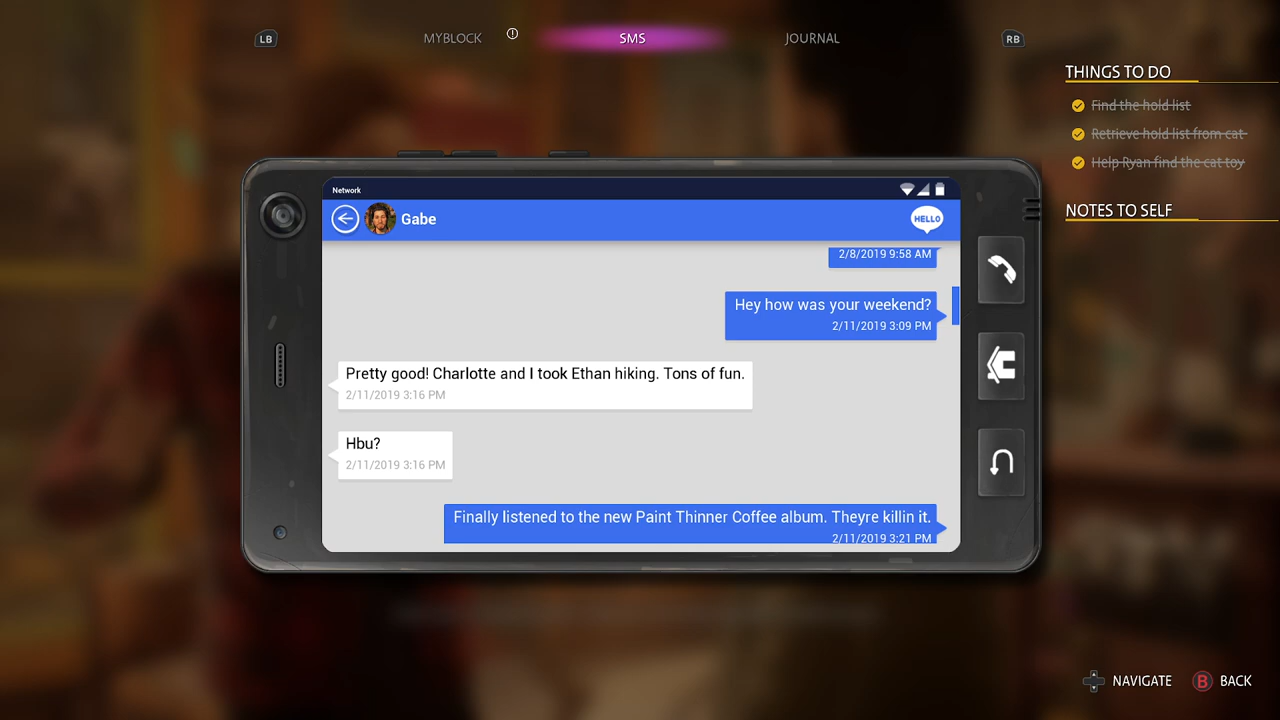 LB
MYBLOCK
SMS
JOURNAL
RB
THINGS TO DO
Find the hold list
Retrieve hold list from cat
Help Ryan find the cat toy
NOTES TO SELF
Network
Gabe
HELLO
2/8/2019 9:58 AM
Hey how was your weekend?
2/11/2019 3:09 PM
Pretty good! Charlotte and I took Ethan hiking. Tons of fun.
2/11/2019 3:16 PM
Hbu?
2/11/2019 3:16 PM
Finally listened to the new Paint Thinner Coffee album. Theyre killin it.
2/11/2019 3:21 PM
NAVIGATE
B BACK